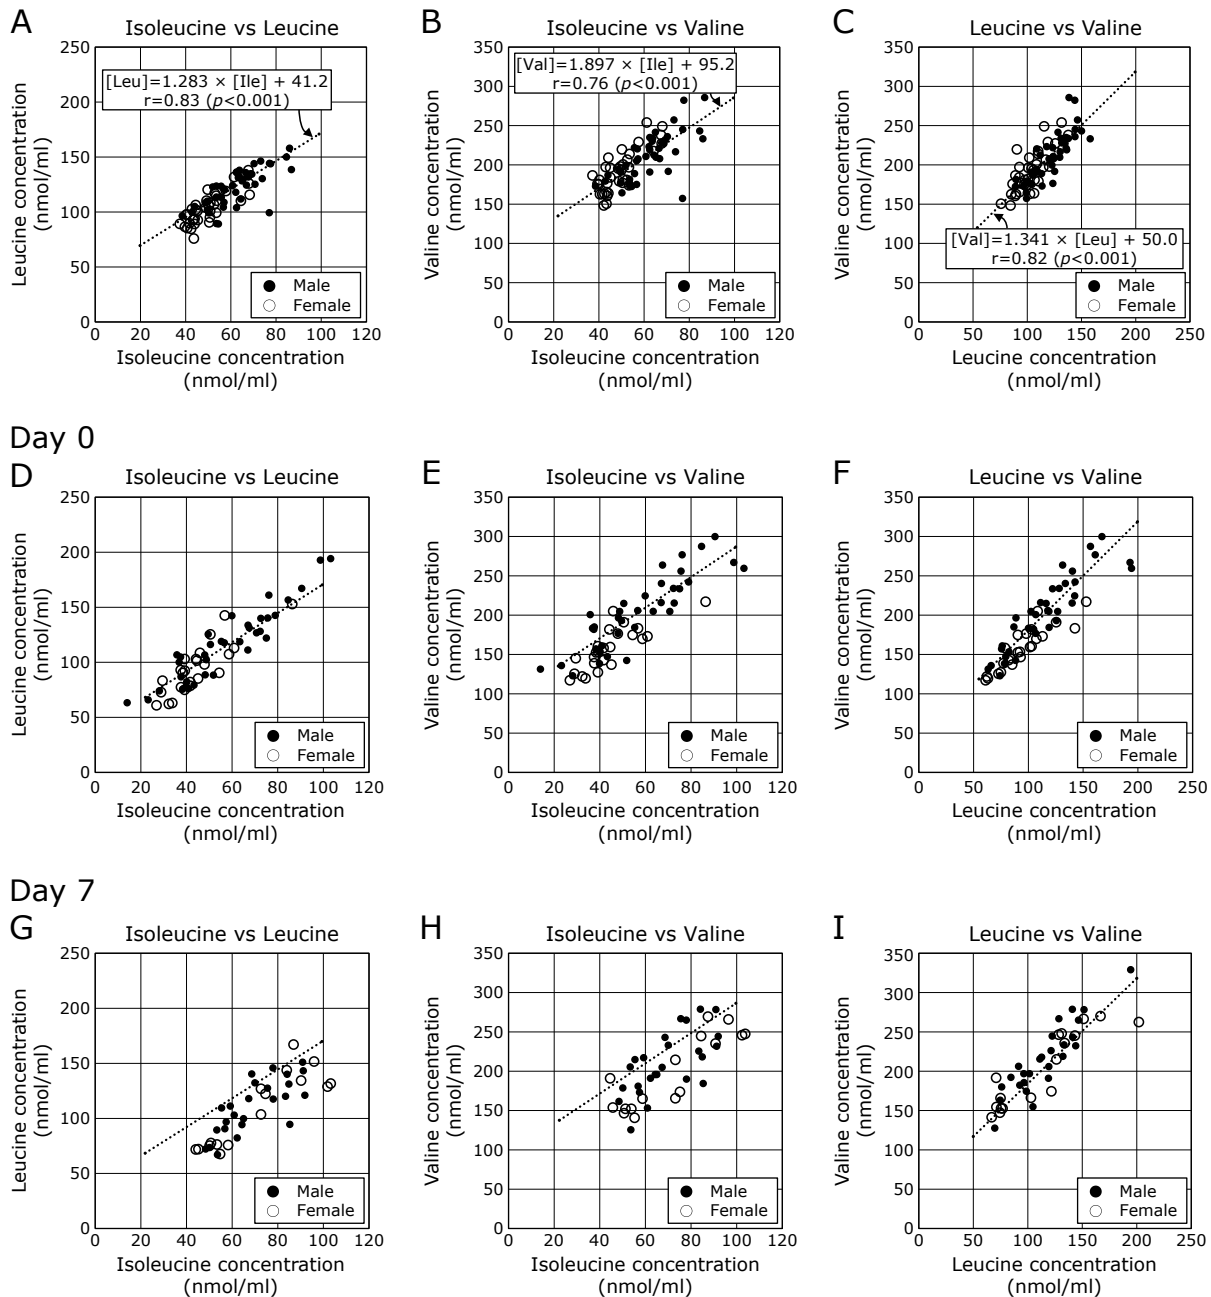 A
Isoleucine vs Leucine
250
200
150
100
50
0
0 20 40 60 80 100 120
Leucine concentration
(nmol/ml)
[Leu]=1.283 × [Ile] + 41.2
r=0.83 (p<0.001)
Male
Female
Isoleucine concentration
(nmol/ml)
B
Isoleucine vs Valine
350
300
250
200
150
100
50
0
0 20 40 60 80 100 120
Valine concentration
(nmol/ml)
[Val]=1.897 × [Ile] + 95.2
r=0.76 (p<0.001)
Male
Female
Isoleucine concentration
(nmol/ml)
C
Leucine vs Valine
350
300
250
200
150
100
50
0
0 50 100 150 200 250
Valine concentration
(nmol/ml)
[Val]=1.341 × [Leu] + 50.0
r=0.82 (p<0.001)
Male
Female
Leucine concentration
(nmol/ml)
Day 0
D
Isoleucine vs Leucine
250
200
150
100
50
0
0 20 40 60 80 100 120
Leucine concentration
(nmol/ml)
Male
Female
Isoleucine concentration
(nmol/ml)
E
Isoleucine vs Valine
350
300
250
200
150
100
50
0
0 20 40 60 80 100 120
Valine concentration
(nmol/ml)
Male
Female
Isoleucine concentration
(nmol/ml)
F
Leucine vs Valine
350
300
250
200
150
100
50
0
0 50 100 150 200 250
Valine concentration
(nmol/ml)
Male
Female
Leucine concentration
(nmol/ml)
Day 7
G
Isoleucine vs Leucine
250
200
150
100
50
0
0 20 40 60 80 100 120
Leucine concentration
(nmol/ml)
Male
Female
Isoleucine concentration
(nmol/ml)
H
Isoleucine vs Valine
350
300
250
200
150
100
50
0
0 20 40 60 80 100 120
Valine concentration
(nmol/ml)
Male
Female
Isoleucine concentration
(nmol/ml)
I
Leucine vs Valine
350
300
250
200
150
100
50
0
0 50 100 150 200 250
Valine concentration
(nmol/ml)
Male
Female
Leucine concentration
(nmol/ml)